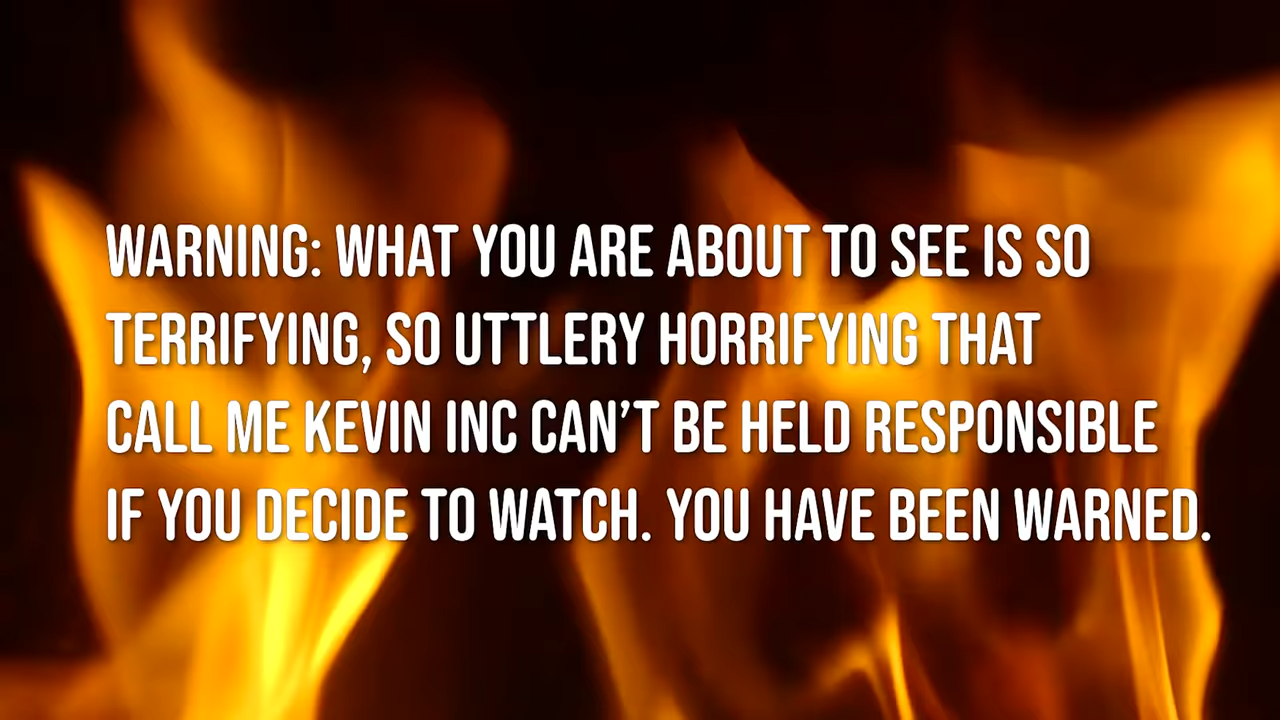 WARNING: WHAT YOU ARE ABOUT TO SEE IS SO
TERRIFYING, SO UTTLERY HORRIFYING THAT
CALL ME KEVIN INC CAN'T BE HELD RESPONSIBLE
IF YOU DECIDE TO WATCH. YOU HAVE BEEN WARNED.